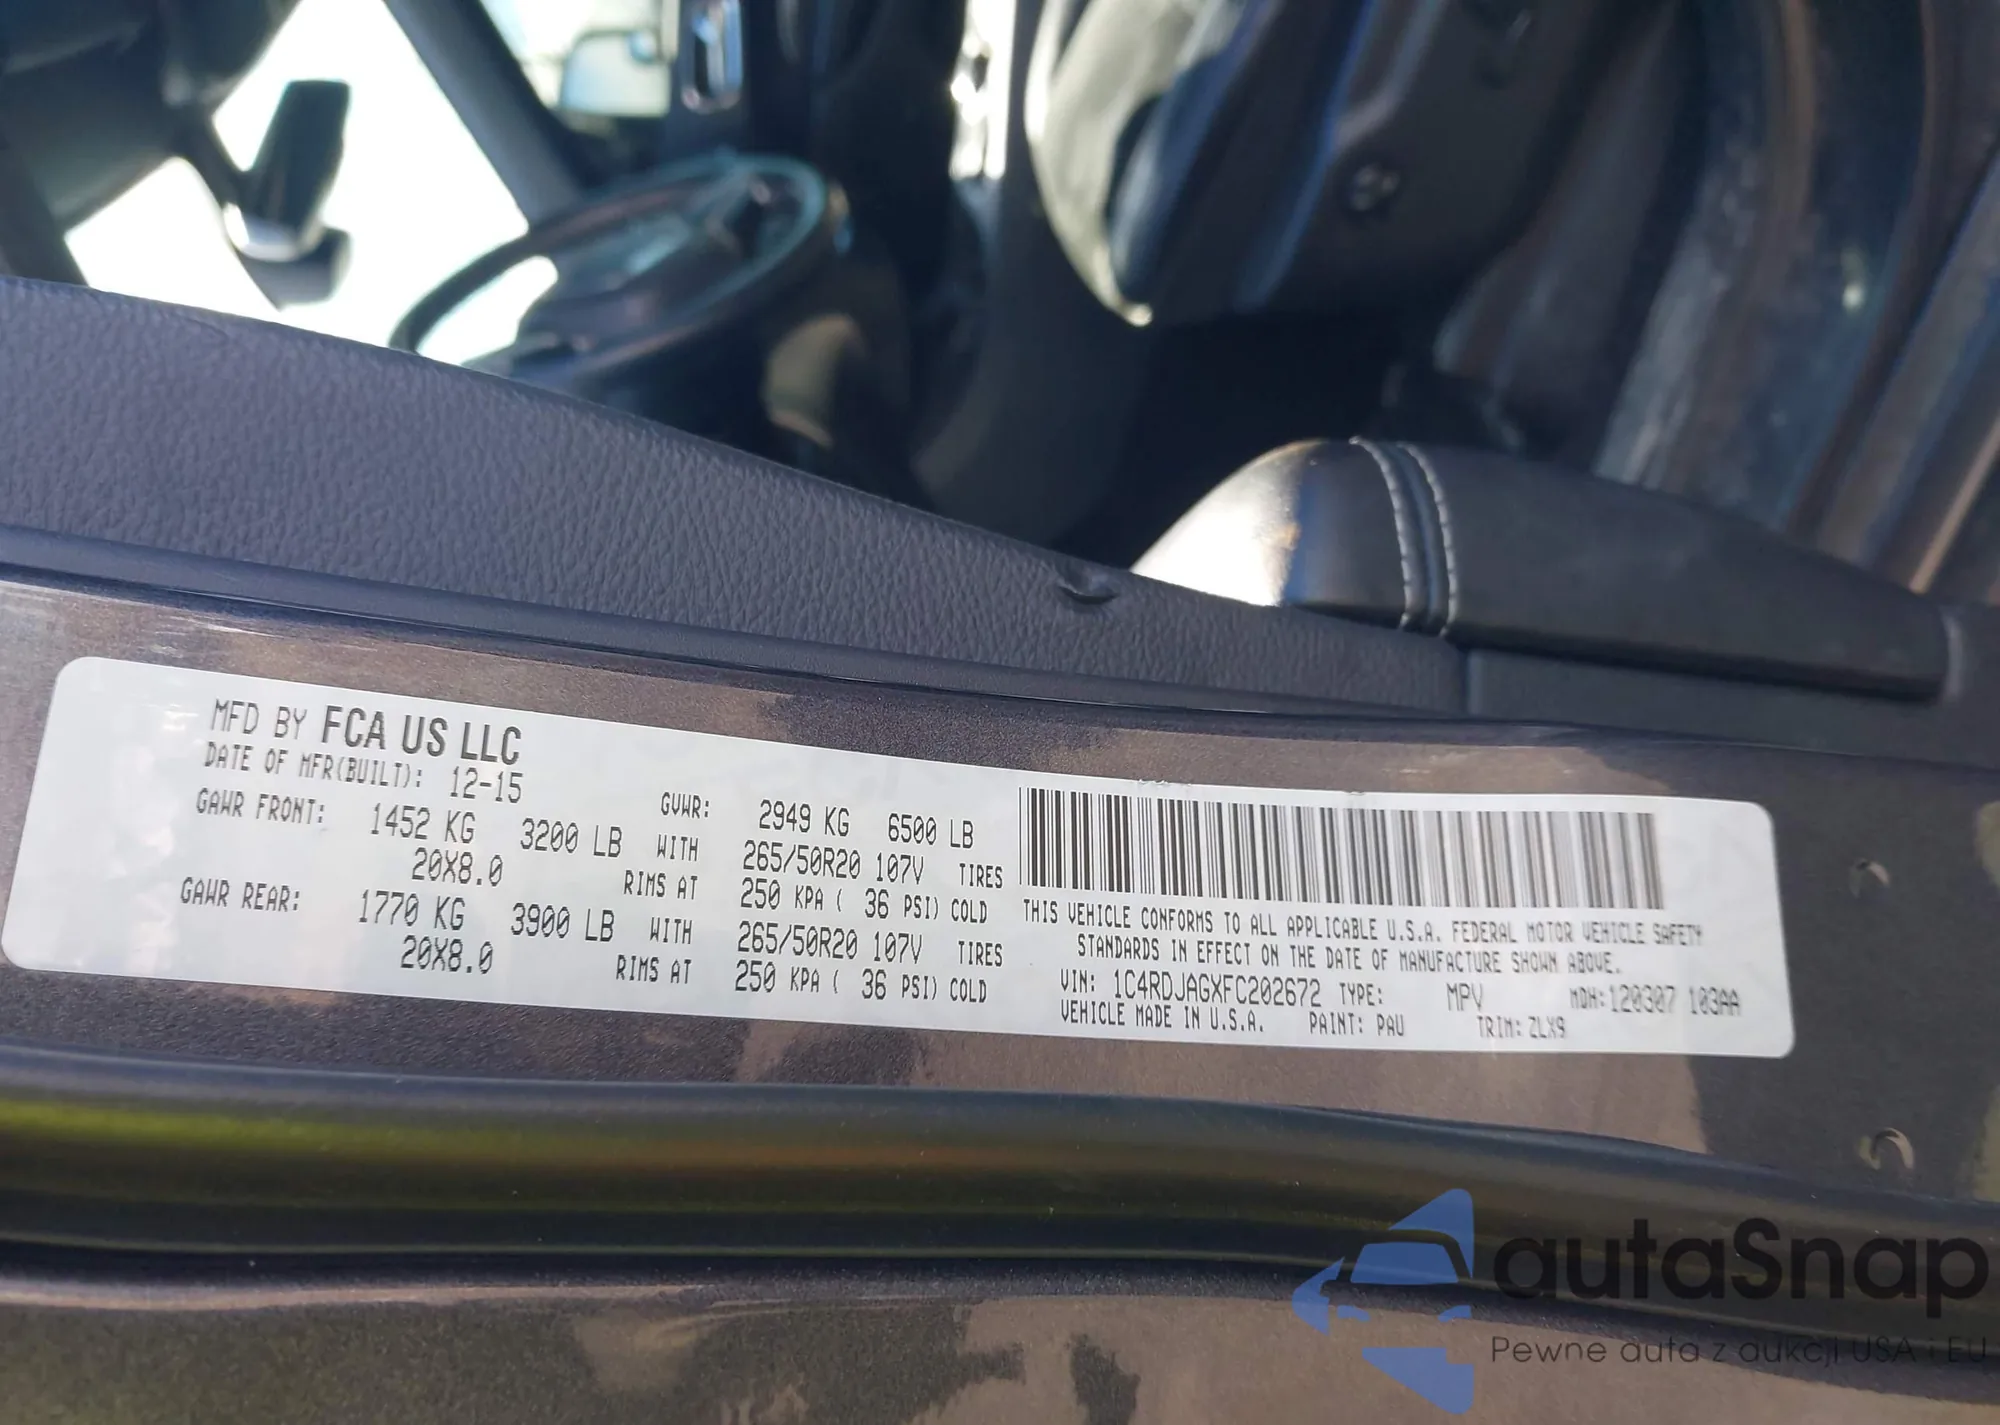 MFD BY FCA US LLC
DATE OF MFR(BUILT): 12-15
GVWR: 2949 KG 6500 LB
GAWR FRONT: 1452 KG 3200 LB WITH 265/50R20 107V TIRES
20X8.0 RIMS AT 250 KPA ( 36 PSI) COLD
GAWR REAR: 1770 KG 3900 LB WITH 265/50R20 107V TIRES
20X8.0 RIMS AT 250 KPA ( 36 PSI) COLD
THIS VEHICLE CONFORMS TO ALL APPLICABLE U.S.A. FEDERAL MOTOR VEHICLE SAFETY
STANDARDS IN EFFECT ON THE DATE OF MANUFACTURE SHOWN ABOVE.
VIN: 1C4RDJAGXFC202672 TYPE: MPV MDH:120307 103AA
VEHICLE MADE IN U.S.A. PAINT: PAU TRIM: ZLX9
autaSnap
Pewne auta z aukcji USA i EU